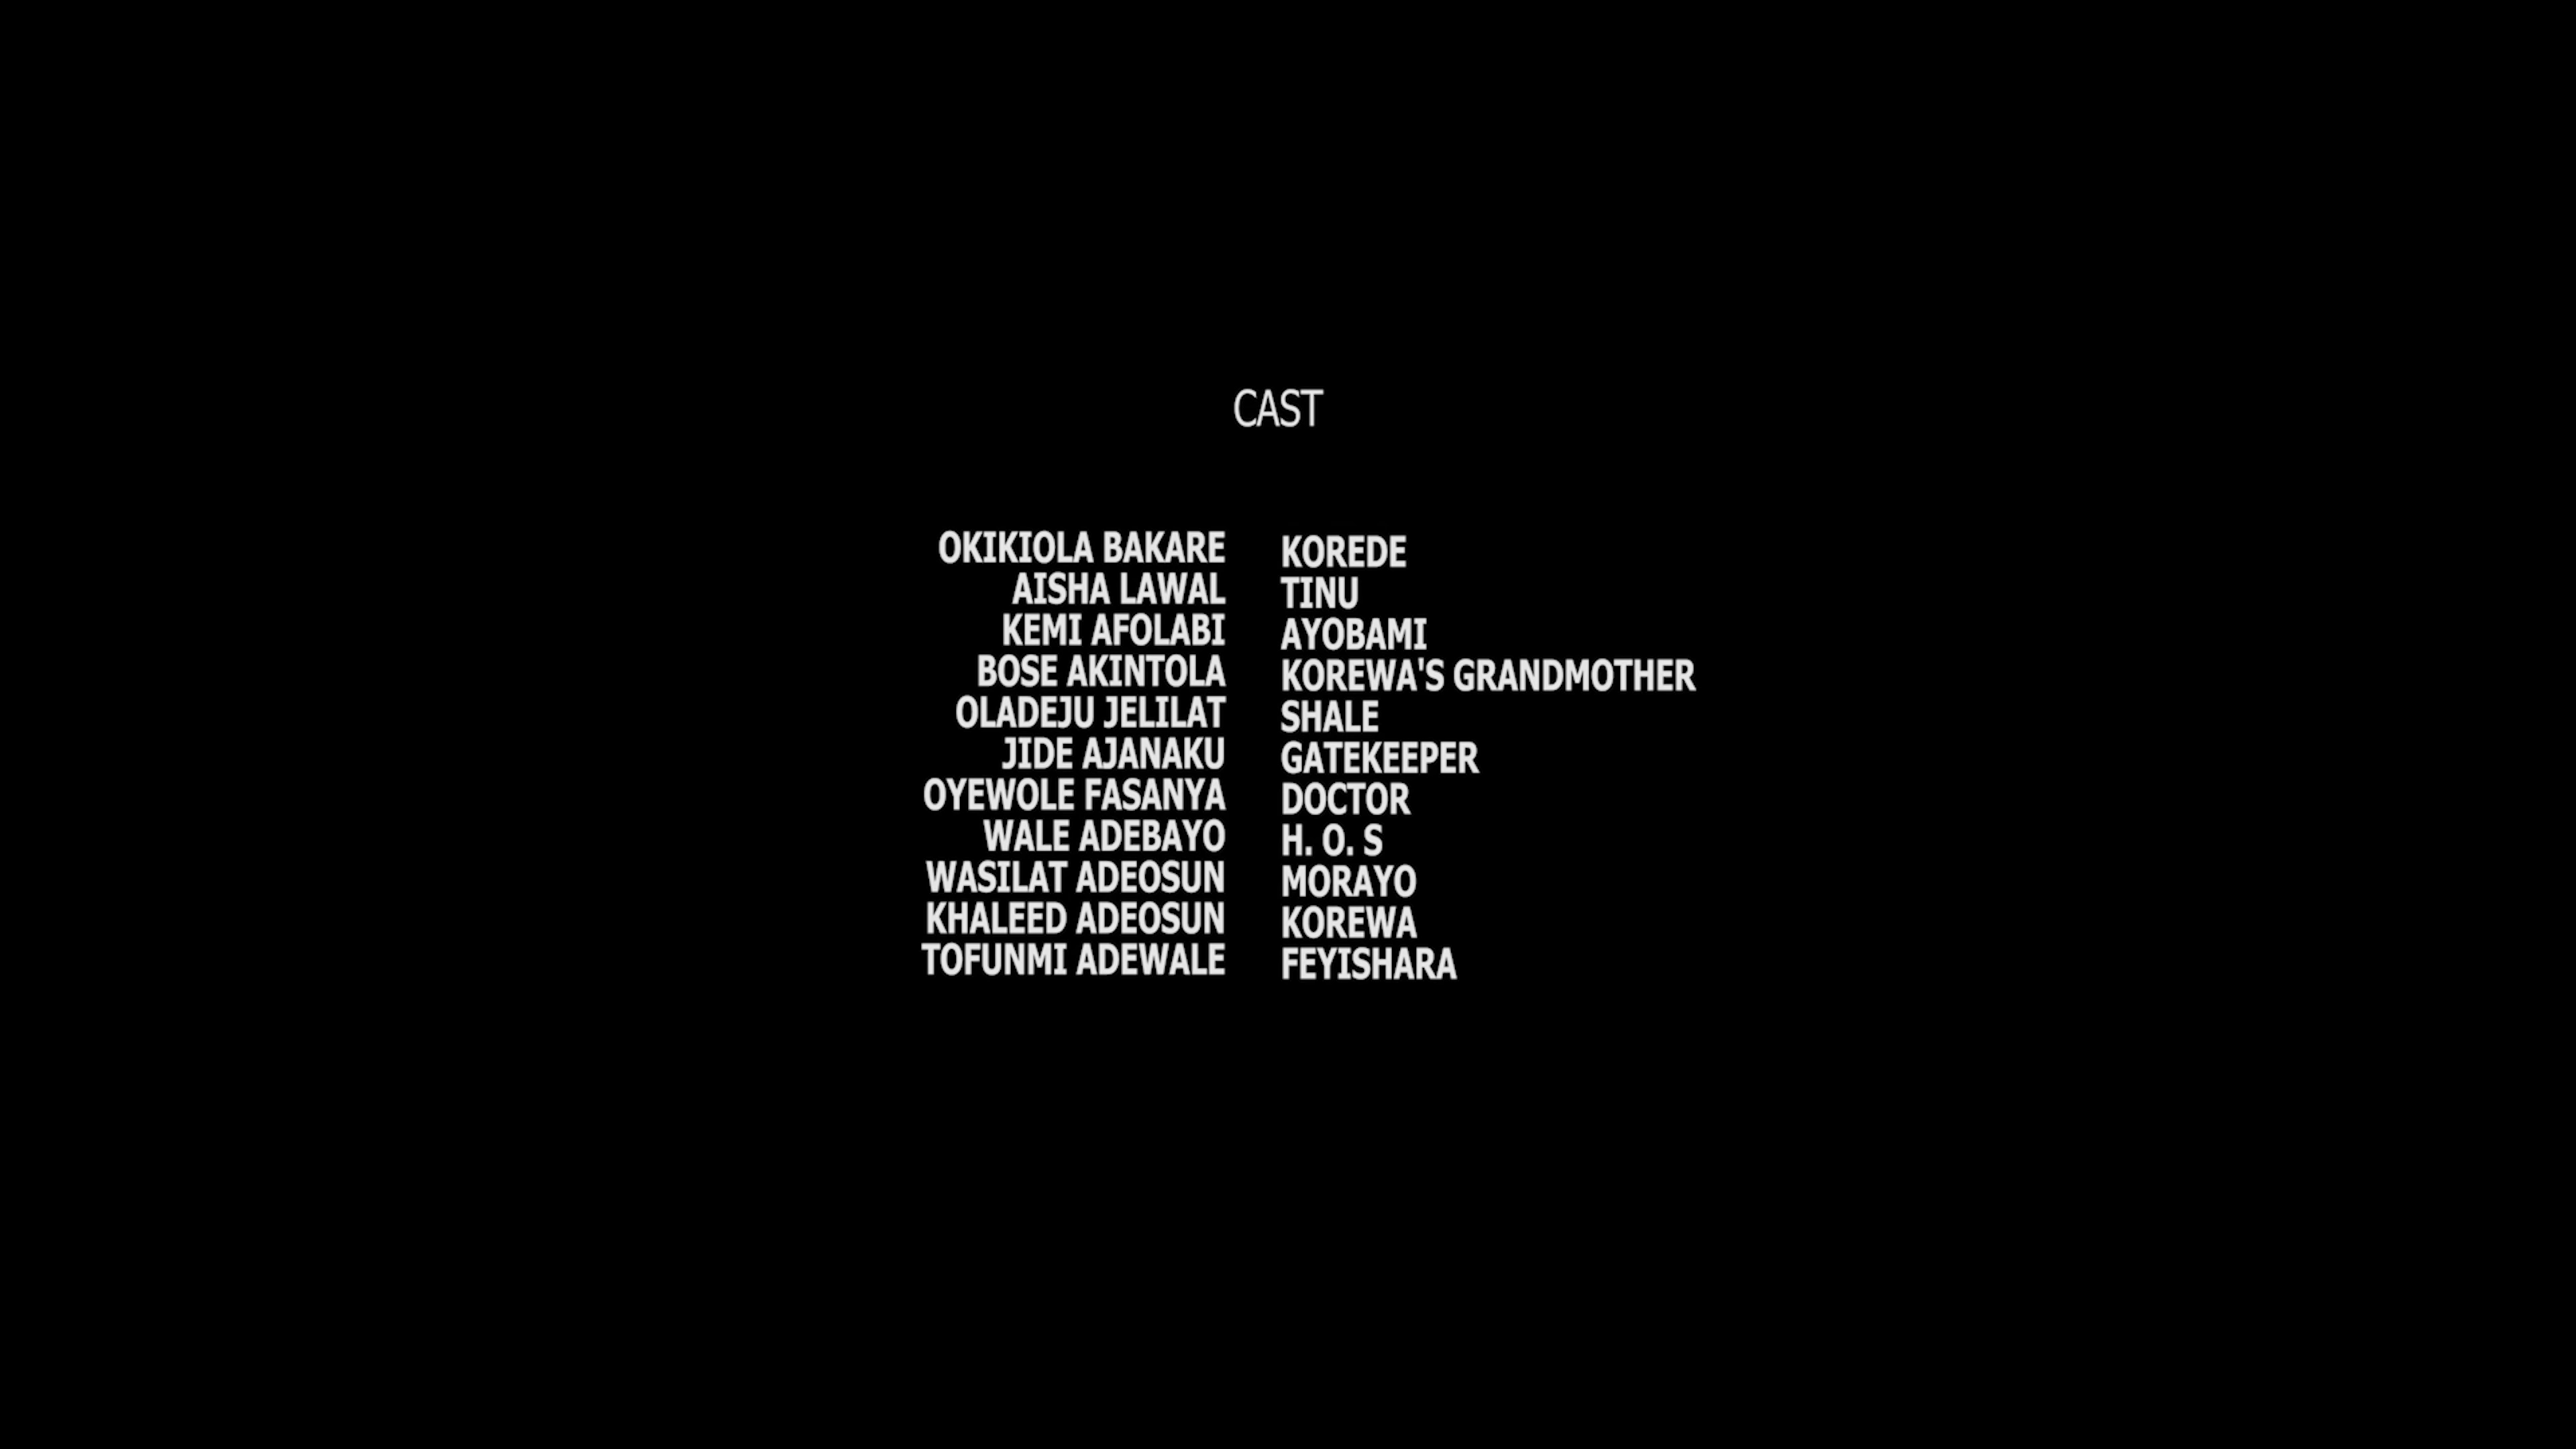 CAST
OKIKIOLA BAKARE KOREDE
AISHA LAWAL TINU
KEMI AFOLABI AYOBAMI
BOSE AKINTOLA KOREWA'S GRANDMOTHER
OLADEJU JELILAT SHALE
JIDE AJANAKU GATEKEEPER
OYEWOLE FASANYA DOCTOR
WALE ADEBAYO H. O. S
WASILAT ADEOSUN MORAYO
KHALEED ADEOSUN KOREWA
TOFUNMI ADEWALE FEYISHARA